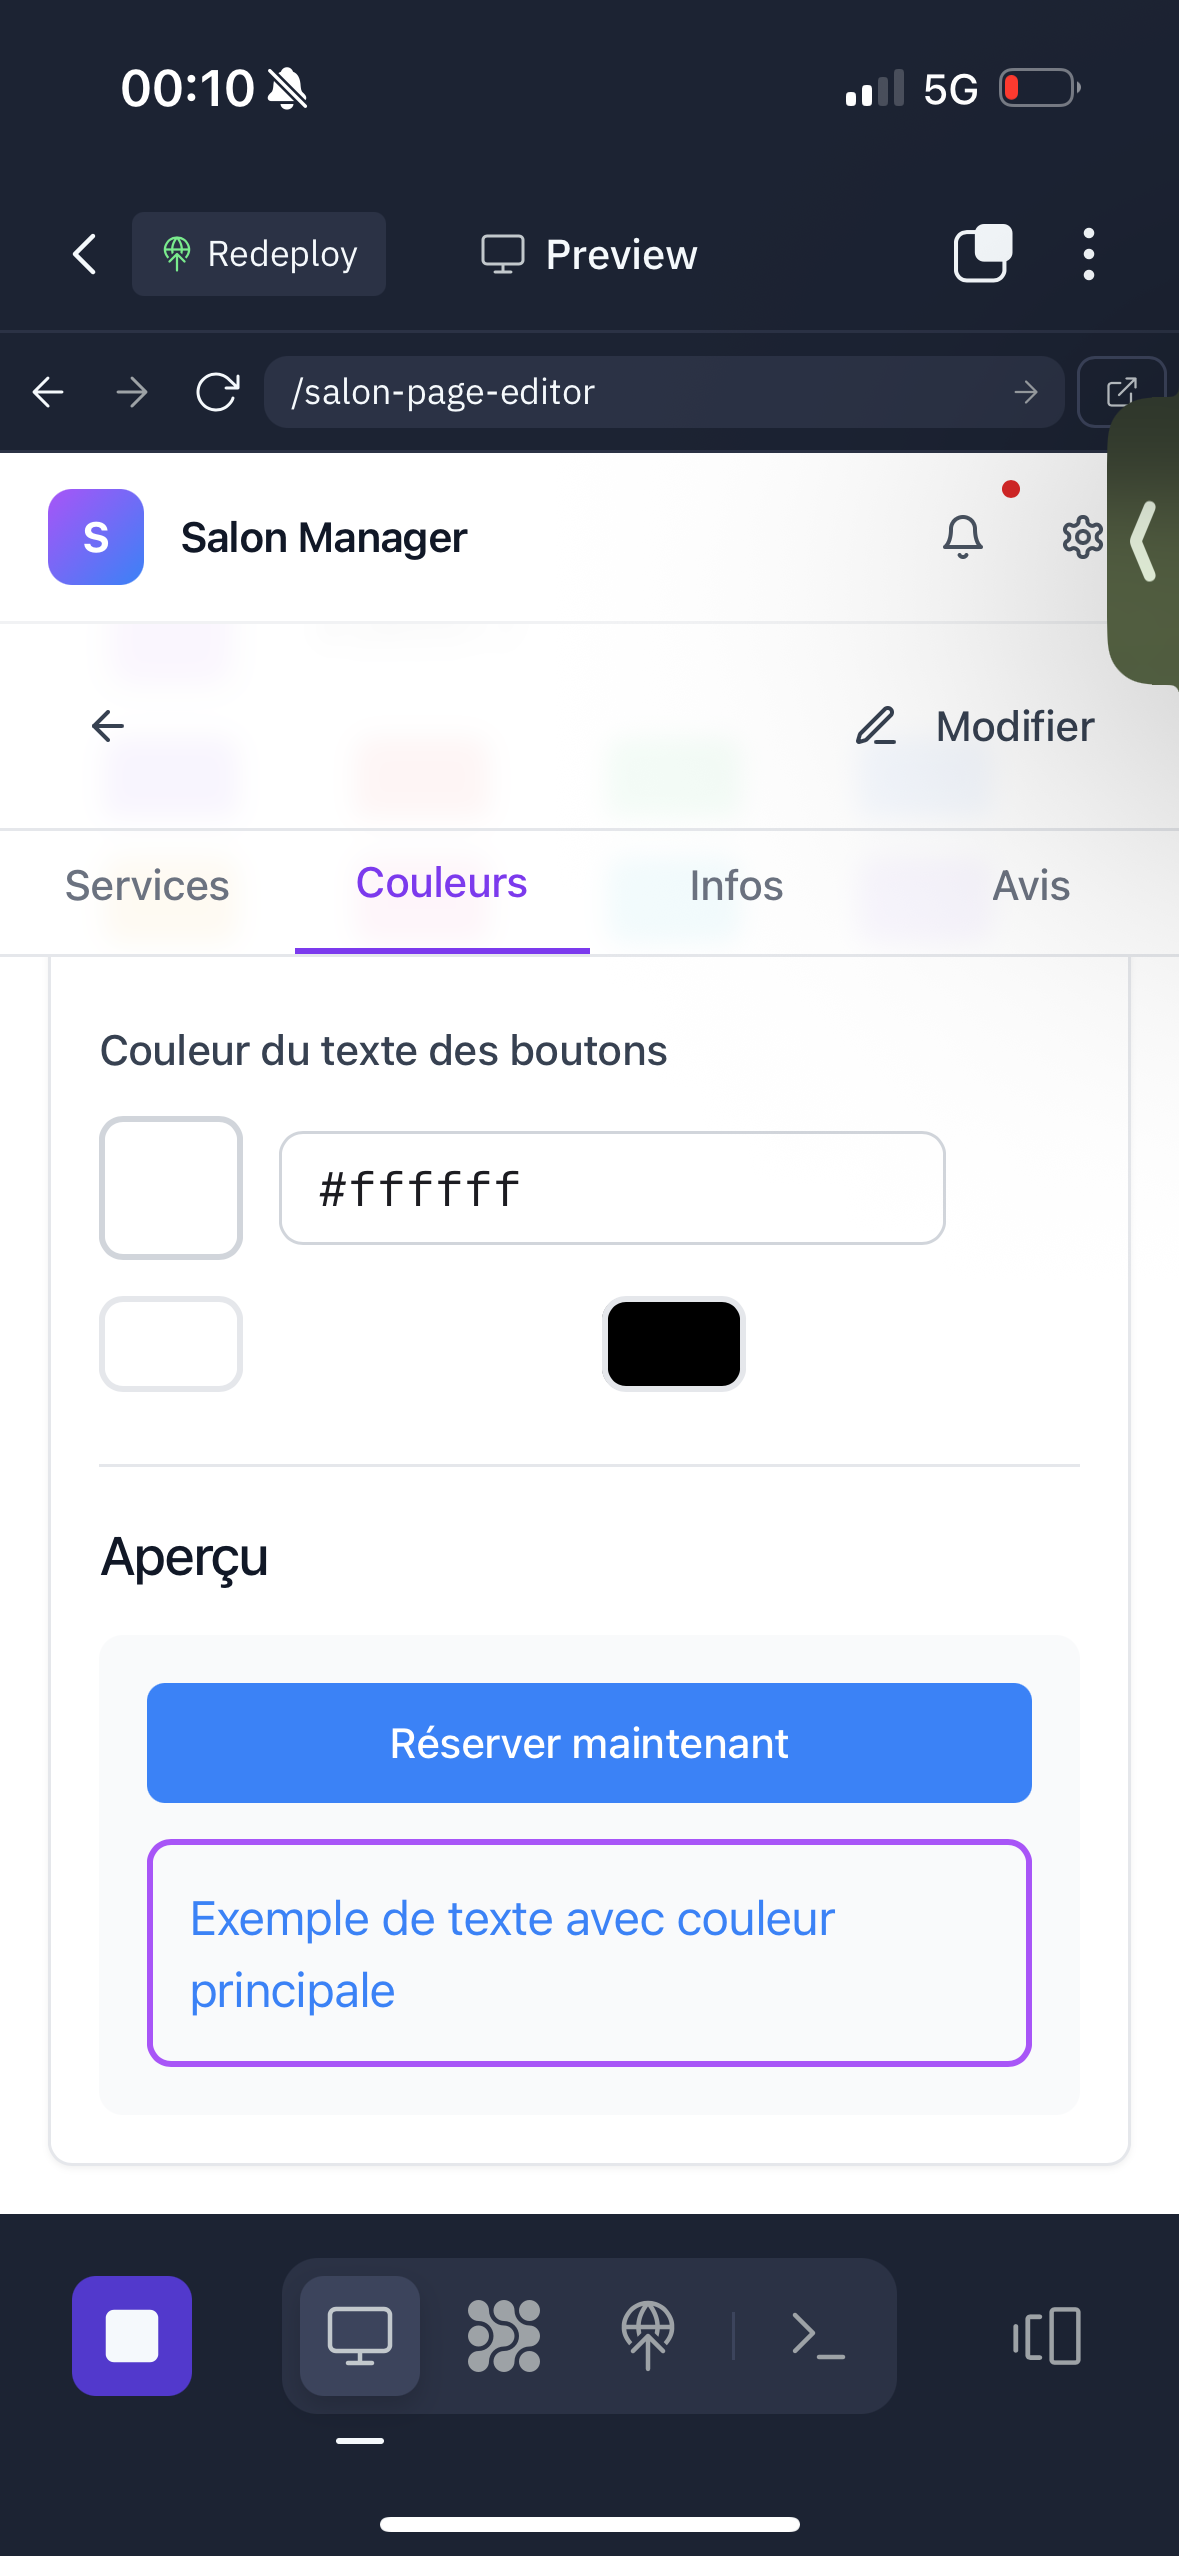 00:10
5G
Redeploy
Preview
/salon-page-editor
S
Salon Manager
Modifier
Services
Couleurs
Infos
Avis
Couleur du texte des boutons
#ffffff
Aperçu
Réserver maintenant
Exemple de texte avec couleur
principale